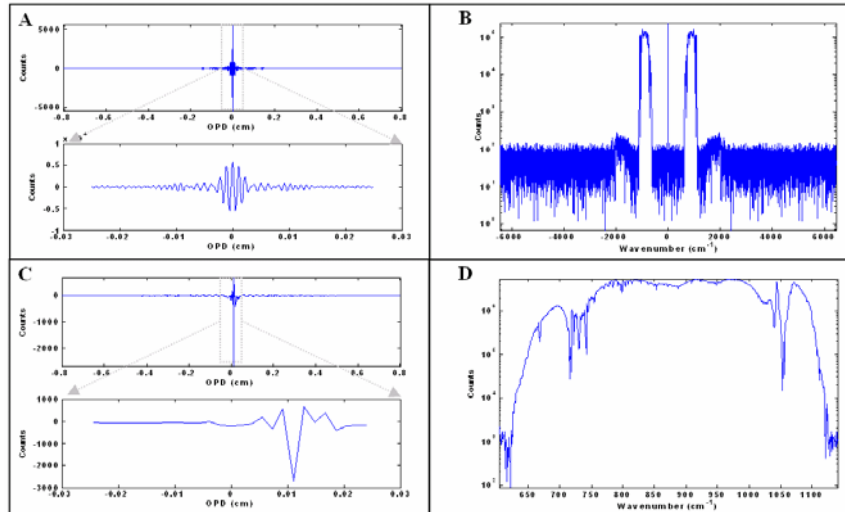 A
5000
0
-5000
Counts
-0.8 -0.6 -0.4 -0.2 0 0.2 0.4 0.6 0.8
OPD (cm)
1
0.5
0
-0.5
-1
Counts
-0.03 -0.02 -0.01 0 0.01 0.02 0.03
OPD (cm)
B
Counts
-6000 -4000 -2000 0 2000 4000 6000
Wavenumber (cm⁻¹)
C
0
-1000
-2000
Counts
-0.8 -0.6 -0.4 -0.2 0 0.2 0.4 0.6 0.8
OPD (cm)
1000
0
-1000
-2000
-3000
Counts
-0.03 -0.02 -0.01 0 0.01 0.02 0.03
OPD (cm)
D
Counts
650 700 750 800 850 900 950 1000 1050 1100
Wavenumber (cm⁻¹)